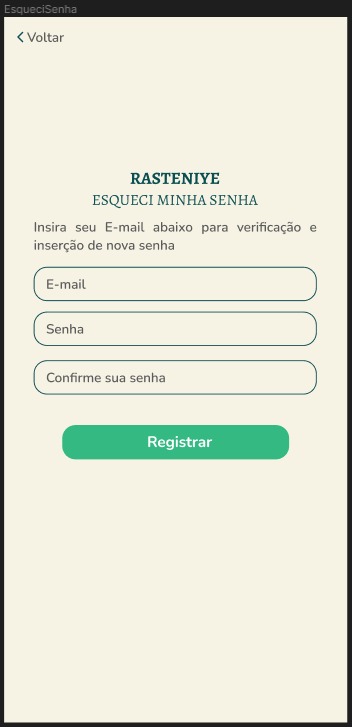 EsqueciSenha
Voltar
RASTENIYE
ESQUECI MINHA SENHA
Insira seu E-mail abaixo para verificação e
inserção de nova senha
E-mail
Senha
Confirme sua senha
Registrar